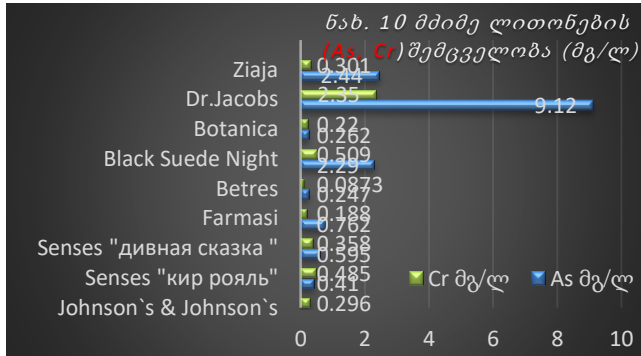 ნახ. 10 მძიმე ლითონების
(As, Cr) შემცველობა (მგ/ლ)
Ziaja
0.301
2.44
Dr.Jacobs
2.35
9.12
Botanica
0.22
0.262
Black Suede Night
0.509
2.29
Betres
0.0873
0.247
Farmasi
0.188
0.762
Senses "дивная сказка "
0.358
0.595
Senses "кир рояль"
0.485
0.41
Johnson`s & Johnson`s
0.296
Cr მგ/ლ
As მგ/ლ
0 2 4 6 8 10